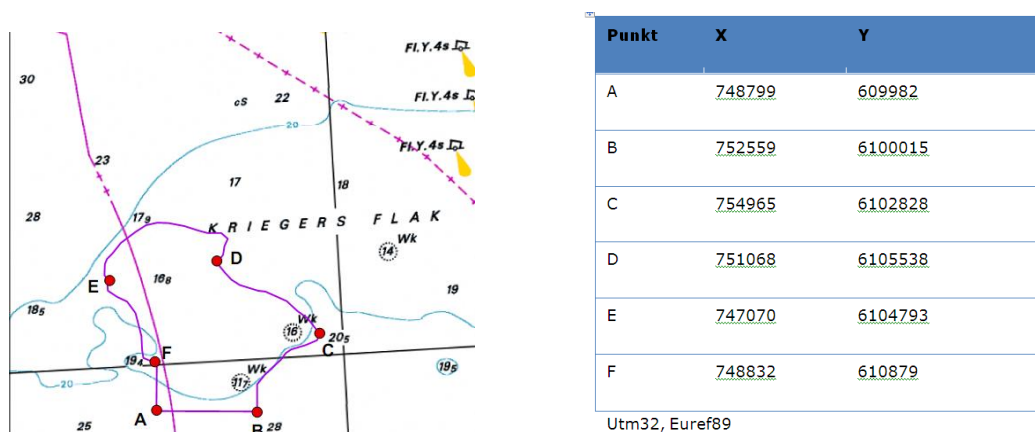 Fl.Y.4s
30
cS 22
Fl.Y.4s
20
Fl.Y.4s
23
17
18
28
17₉
KRIEGERS FLAK
Wk
14
D
E
16₈
19
18₅
Wk
16
20₅
C
F
19₄
Wk
19₅
11₇
20
A
B 28
25
Punkt X Y
A 748799 609982
B 752559 6100015
C 754965 6102828
D 751068 6105538
E 747070 6104793
F 748832 610879
Utm32, Euref89